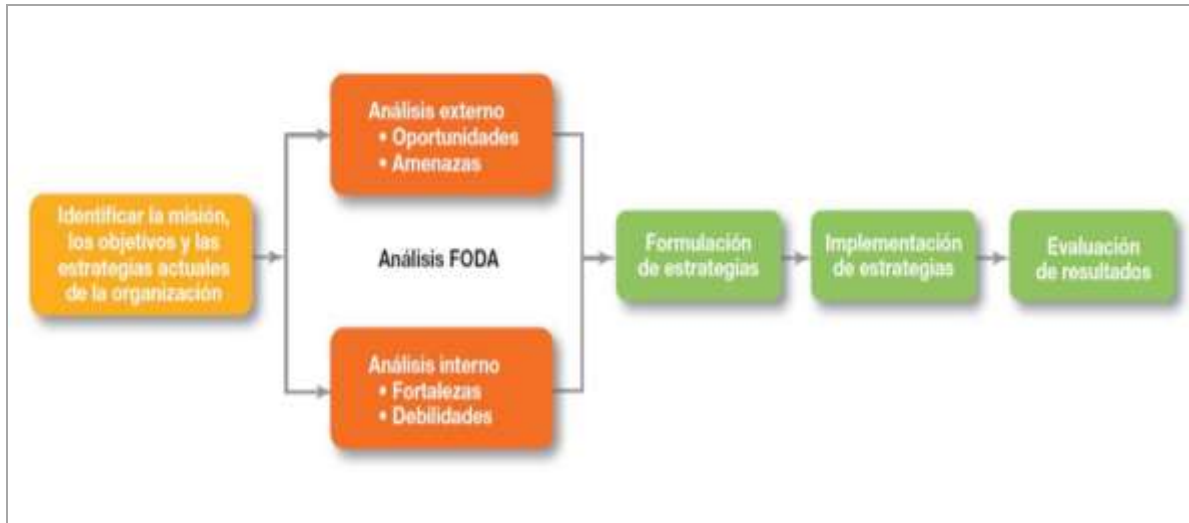 Identificar la misión,
los objetivos y las
estrategias actuales
de la organización
Análisis externo
• Oportunidades
• Amenazas
Análisis FODA
Análisis interno
• Fortalezas
• Debilidades
Formulación
de estrategias
Implementación
de estrategias
Evaluación
de resultados